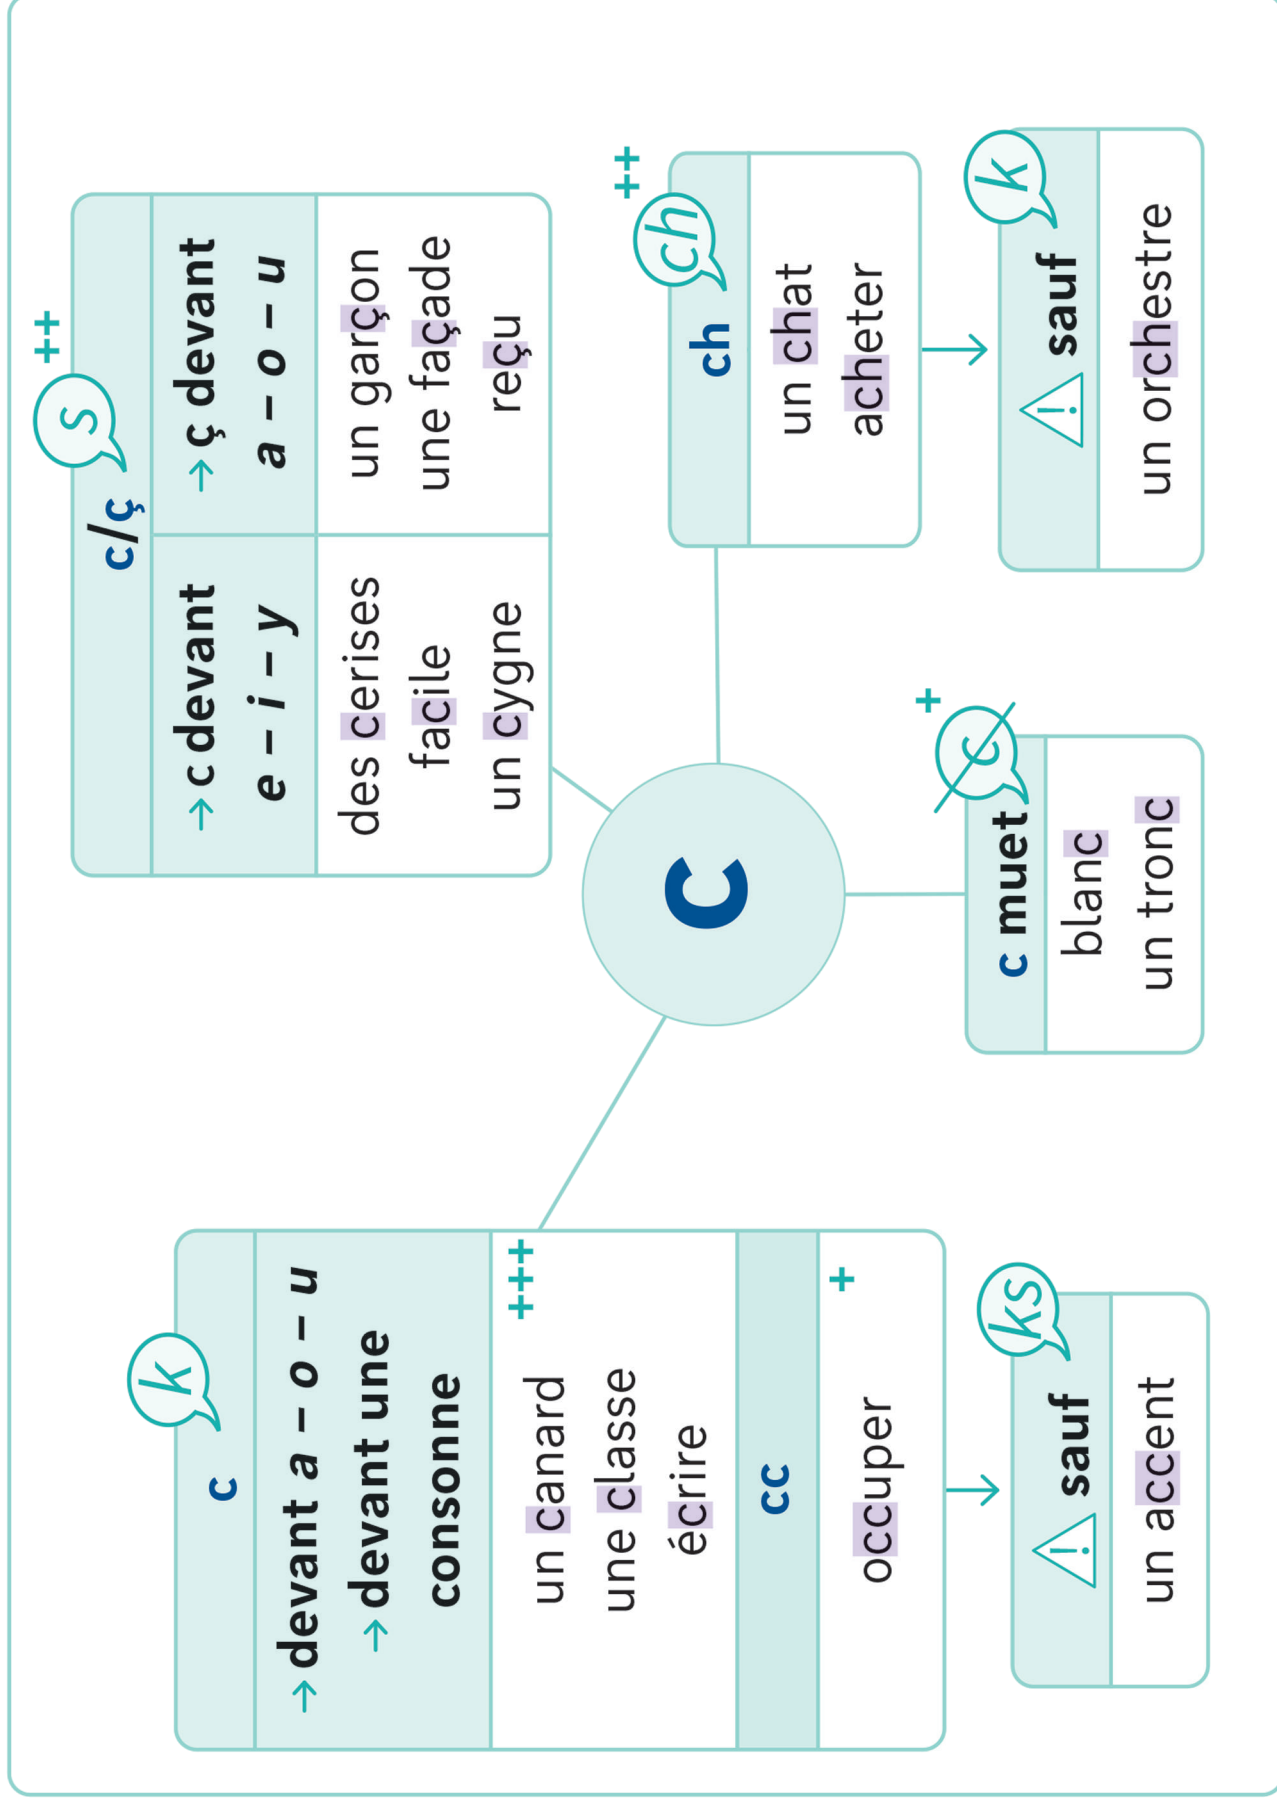 k
c
→ devant a – o – u
→ devant une
consonne
+++
un canard
une classe
écrire
cc
+
occuper
ks
sauf
un accent
C
s
++
c/ç
→ c devant
e – i – y
des cerises
facile
un cygne
→ ç devant
a – o – u
un garçon
une façade
reçu
c
+
c muet
blanc
un tronc
ch
++
ch
un chat
acheter
k
sauf
un orchestre